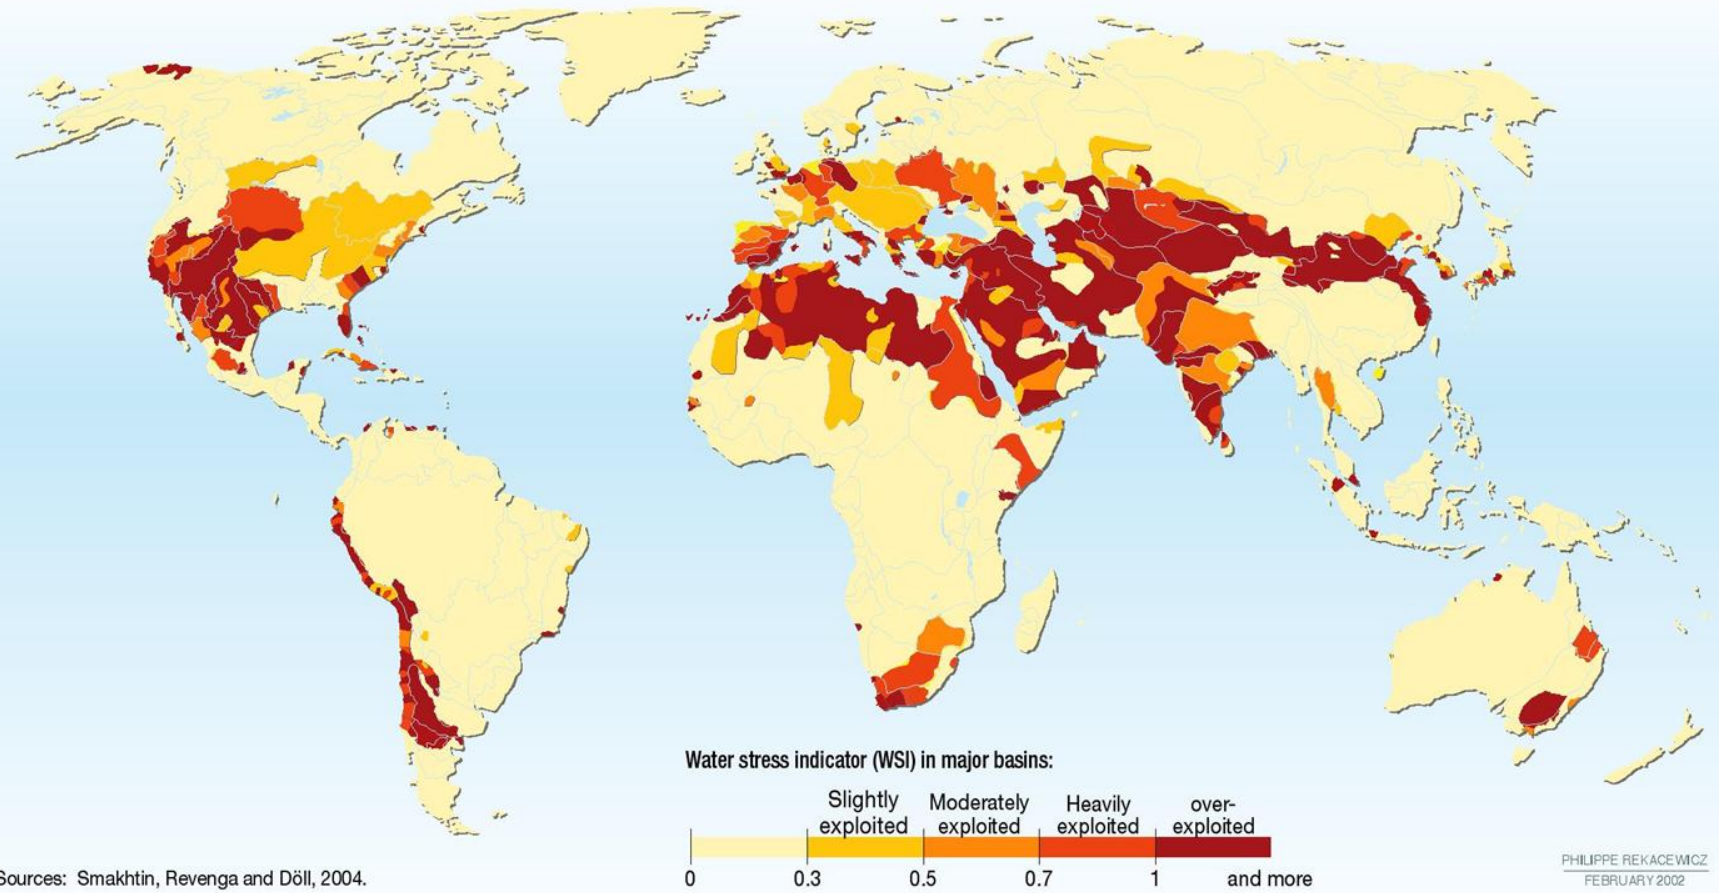 Water stress indicator (WSI) in major basins:
Slightly exploited
Moderately exploited
Heavily exploited
over-exploited
0 0.3 0.5 0.7 1 and more
Sources: Smakhtin, Revenga and Döll, 2004.
PHILIPPE REKACEWICZ
FEBRUARY 2002